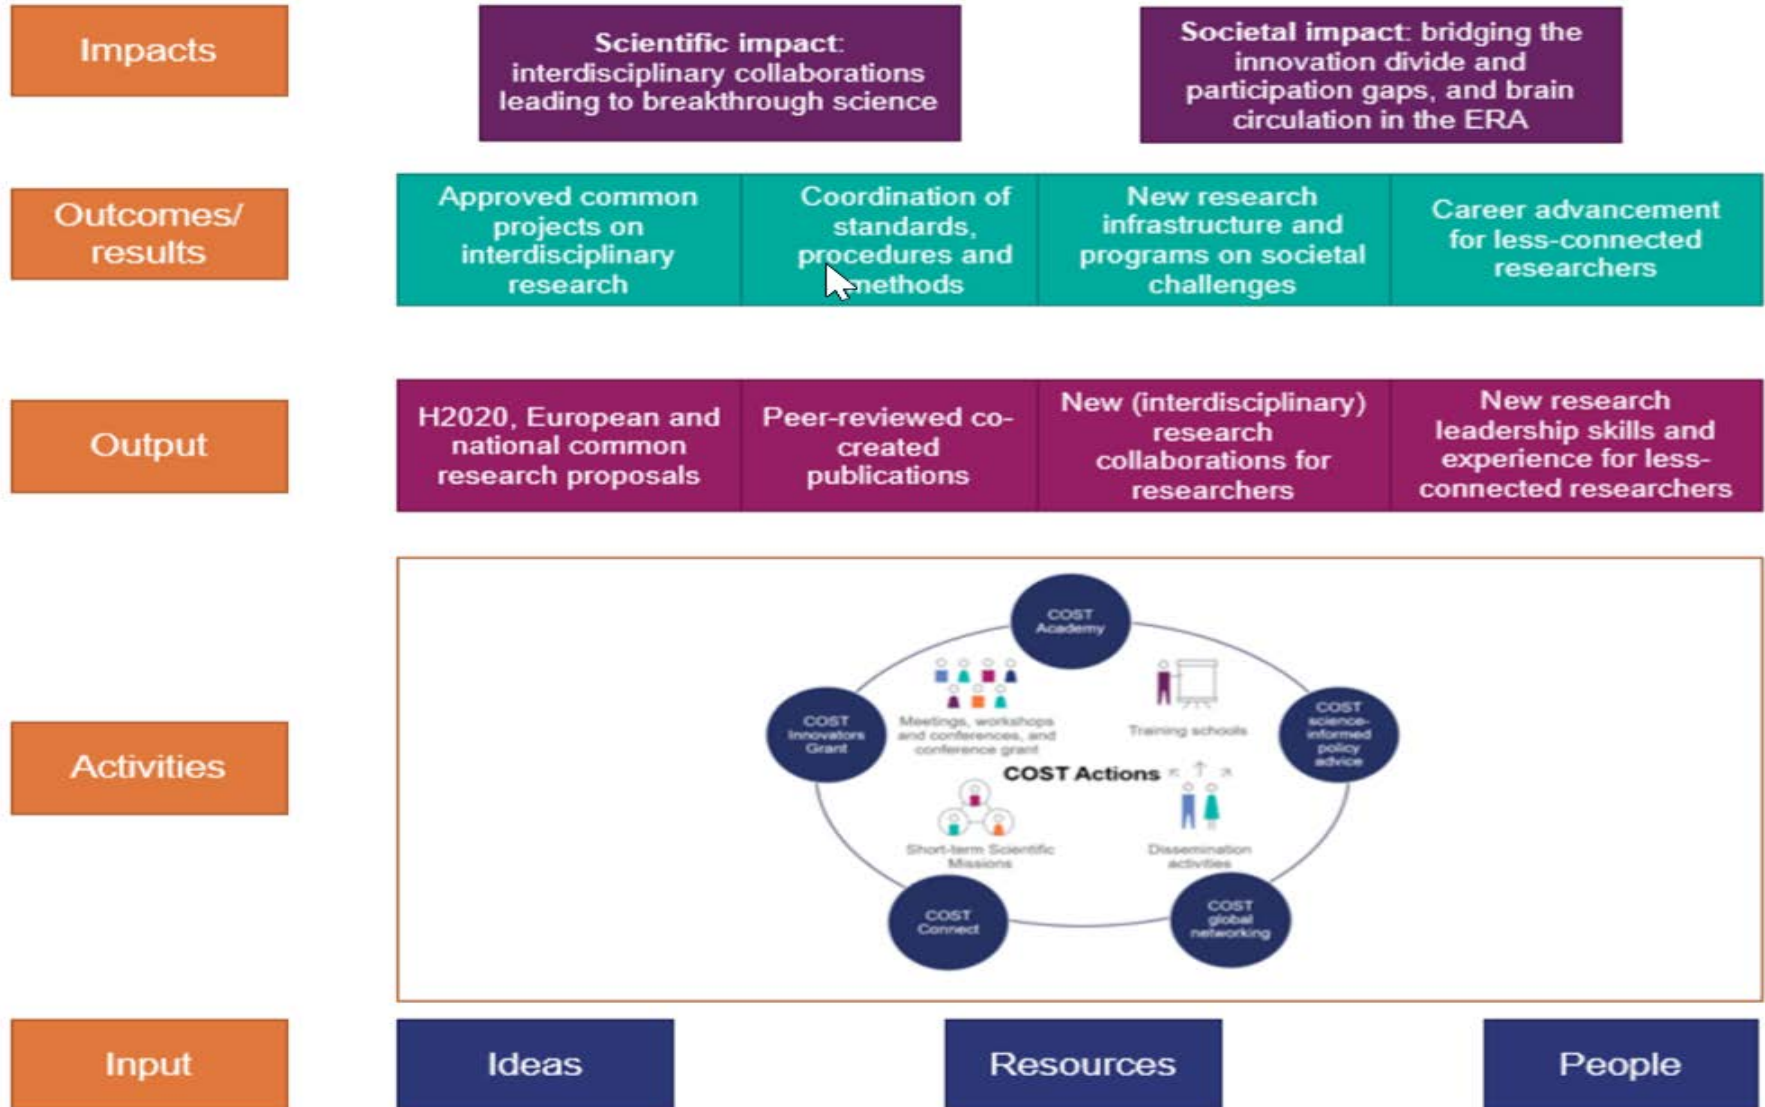 Impacts
Scientific impact:
interdisciplinary collaborations
leading to breakthrough science
Societal impact: bridging the
innovation divide and
participation gaps, and brain
circulation in the ERA
Outcomes/
results
Approved common
projects on
interdisciplinary
research
Coordination of
standards,
procedures and
methods
New research
infrastructure and
programs on societal
challenges
Career advancement
for less-connected
researchers
Output
H2020, European and
national common
research proposals
Peer-reviewed co-
created
publications
New (interdisciplinary)
research
collaborations for
researchers
New research
leadership skills and
experience for less-
connected researchers
Activities
COST
Academy
COST
Innovators
Grant
Meetings, workshops
and conferences, and
conference grant
Training schools
COST
science-
informed
policy
advice
COST Actions
Short-term Scientific
Missions
Dissemination
activities
COST
Connect
COST
global
networking
Input
Ideas
Resources
People